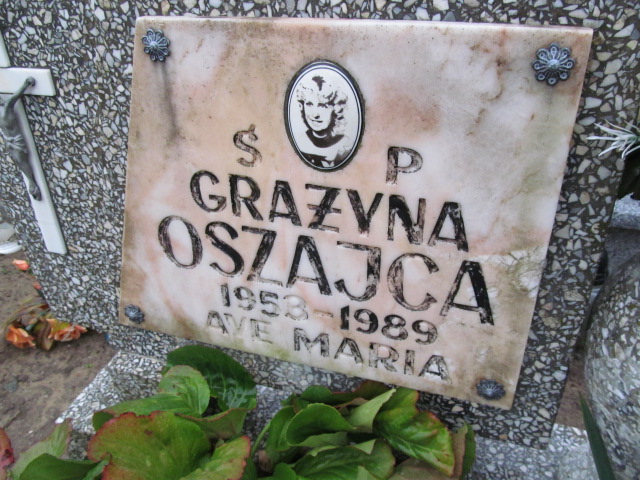 Ś P
GRAŻYNA
OSZAJCA
1953-1989
AVE MARIA